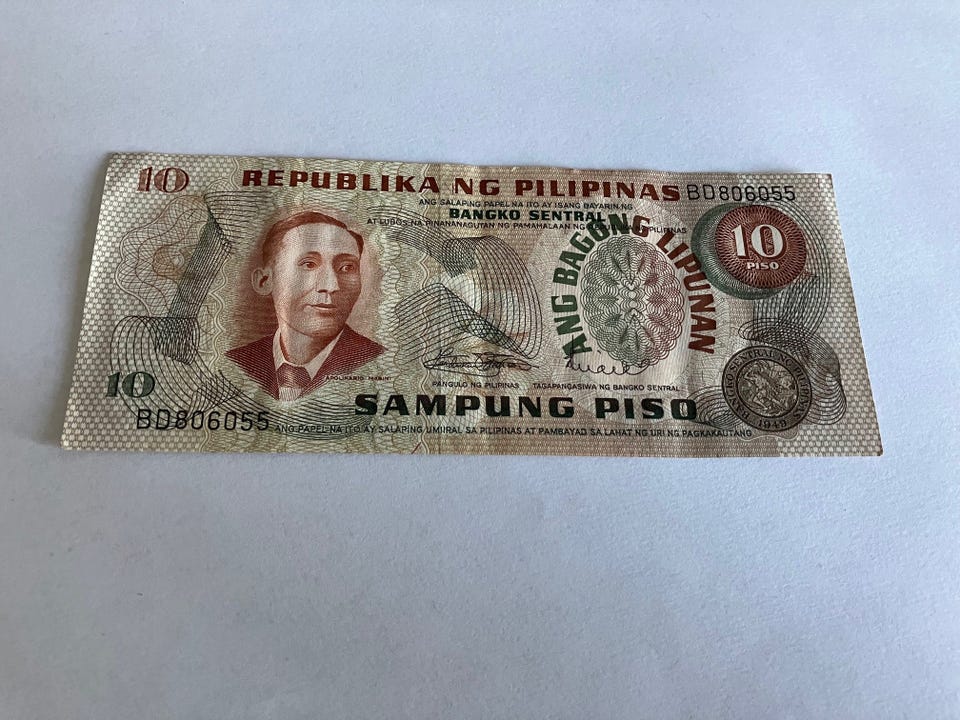 10
REPUBLIKA NG PILIPINAS
BD806055
ANG SALAPING PAPEL NA ITO AY ISANG BAYARIN NG
BANGKO SENTRAL
AT LUBOS NA PINANANAGUTAN NG PAMAHALAAN NG PILIPINAS
ANG BAGONG LIPUNAN
10
PISO
APOLINARIO MABINI
10
PANGULO NG PILIPINAS
TAGAPANGASIWA NG BANGKO SENTRAL
SAMPUNG PISO
BD806055
ANG PAPEL NA ITO AY SALAPING UMIIRAL SA PILIPINAS AT PAMBAYAD SA LAHAT NG URI NG PAGKAKAUTANG
1949